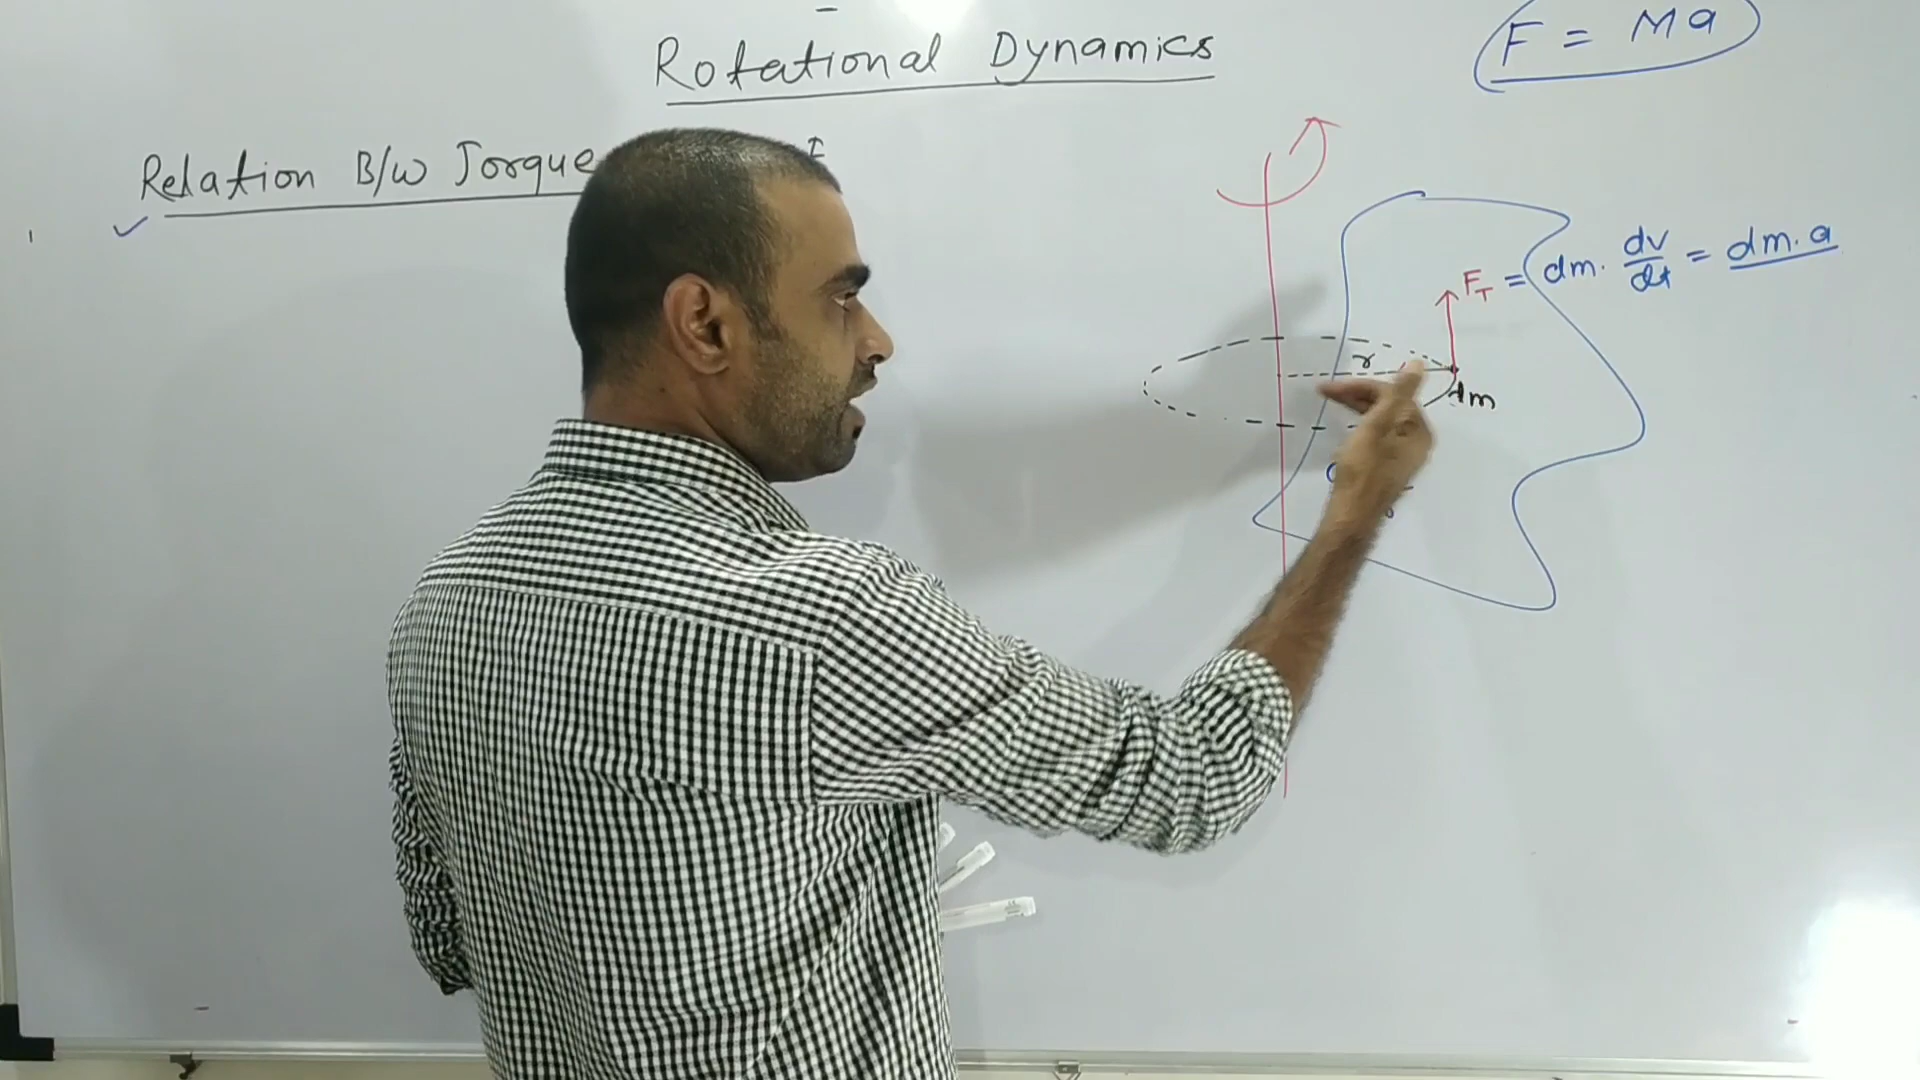 Rotational Dynamics
F = Ma
Relation B/w Torque I
F_T = dm. dv/dt = dm. a
r
dm